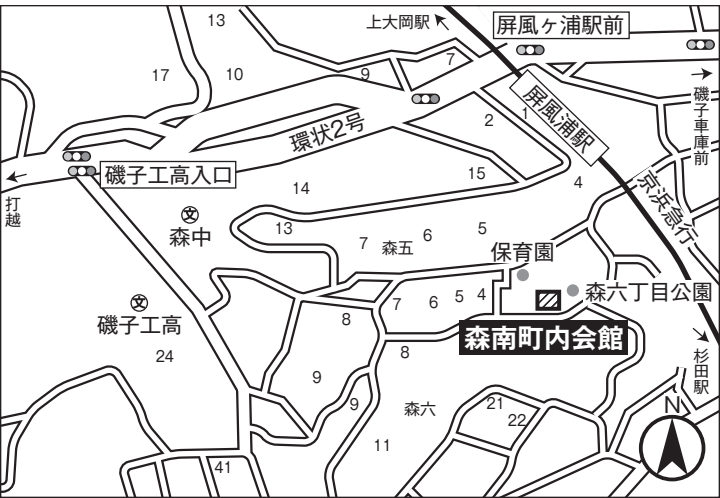 13
上大岡駅
屏風ヶ浦駅前
17
10
9
7
磯子車庫前
屏風浦駅
2
1
環状2号
磯子工高入口
打越
15
4
14
京浜急行
文
森中
13
7
森五
6
5
保育園
森六丁目公園
文
磯子工高
7
6
5
4
8
森南町内会館
24
8
杉田駅
9
9
森六
21
22
N
11
41